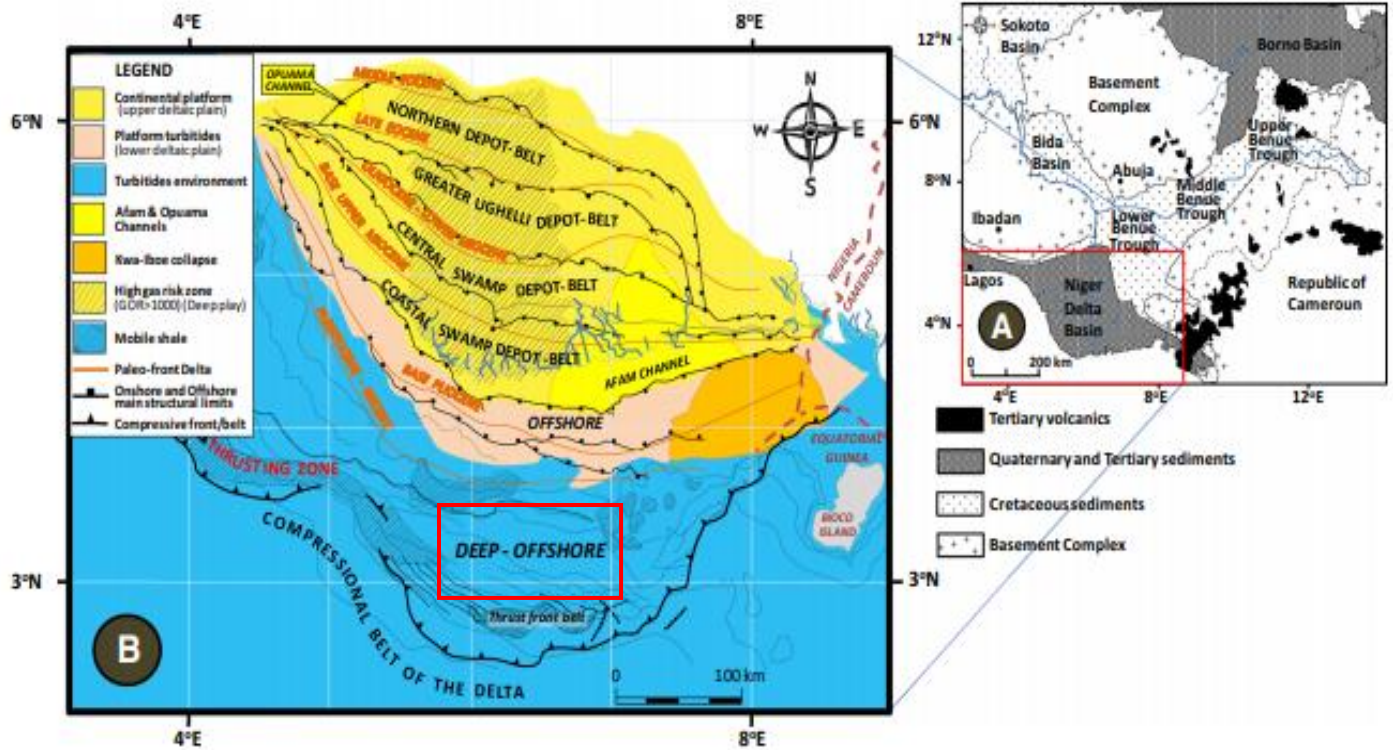 4°E
8°E
6°N
3°N
LEGEND
Continental platform
(upper deltaic plain)
Platform turbitides
(lower deltaic plain)
Turbitides environment
Afam & Opuama
Channels
Kwa-Iboe collapse
High gas risk zone
(GOR>1000) (Deep play)
Mobile shale
Paleo-front Delta
Onshore and Offshore
main structural limits
Compressive front/belt
OPUAMA
CHANNEL
MIDDLE EOCENE
NORTHERN DEPOT-BELT
LATE EOCENE
GREATER UGHELLI DEPOT-BELT
CENTRAL SWAMP DEPOT-BELT
BASE UPPER MIOCENE
COASTAL SWAMP DEPOT-BELT
BASE PLIOCENE
AFAM CHANNEL
OFFSHORE
N
W
E
S
NIGERIA
CAMEROUN
EQUATORIAL
GUINEA
BIOCO
ISLAND
THRUSTING ZONE
DEEP - OFFSHORE
Thrust front belt
COMPRESSIONAL BELT OF THE DELTA
B
0
100 km
6°N
3°N
4°E
8°E
12°N
8°N
4°N
Sokoto
Basin
Borno Basin
Basement
Complex
Bida
Basin
Abuja
Upper
Benue
Trough
Middle
Benue
Trough
Ibadan
Lower
Benue
Trough
Lagos
Niger
Delta
Basin
Republic of
Cameroun
A
0
200 km
4°E
8°E
12°E
Tertiary volcanics
Quaternary and Tertiary sediments
Cretaceous sediments
Basement Complex